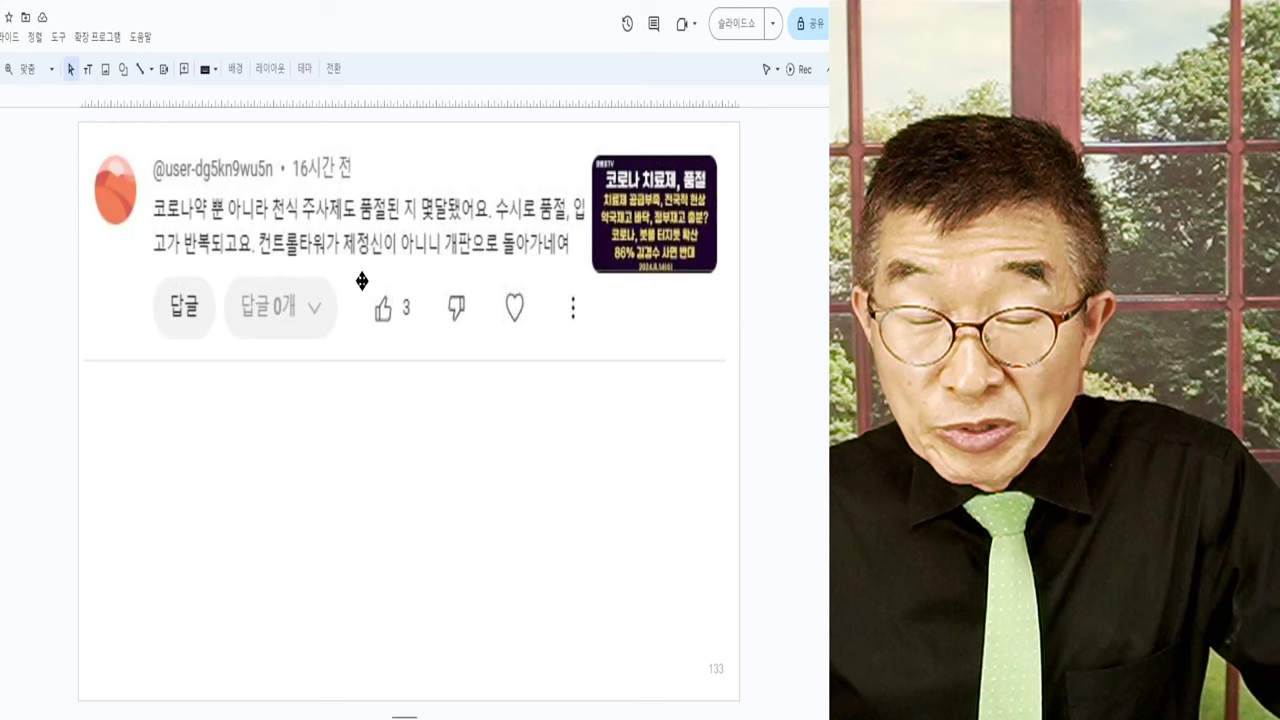 라이드 정렬 도구 확장 프로그램 도움말
슬라이드쇼
공유
맞춤
배경 레이아웃 테마 전환
Rec
@user-dg5kn9wu5n • 16시간 전
코로나약 뿐 아니라 천식 주사제도 품절된 지 몇달됐어요. 수시로 품절, 입
고가 반복되고요. 컨트롤타워가 제정신이 아니니 개판으로 돌아가네여
답글
답글 0개
3
코로나 치료제, 품절
치료제 공급부족, 전국적 현상
약국재고 바닥, 정부재고 충분?
코로나, 봇물 터지듯 확산
86% 김경수 사면 반대
133